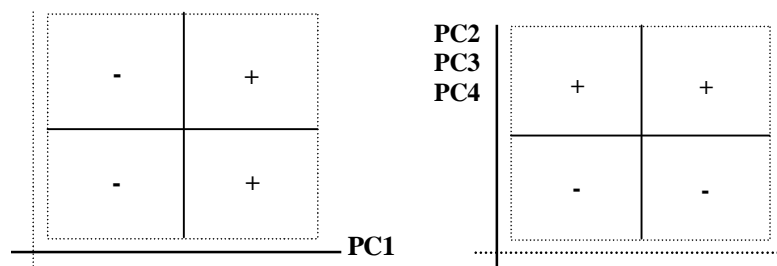 - +
- +
PC1
PC2
PC3
PC4
+ +
- -